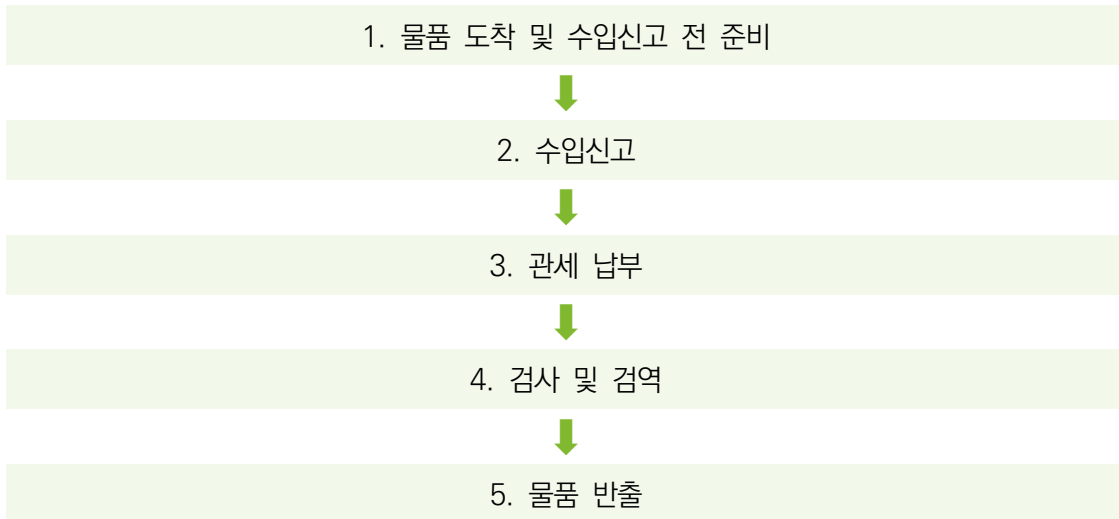 1. 물품 도착 및 수입신고 전 준비
2. 수입신고
3. 관세 납부
4. 검사 및 검역
5. 물품 반출